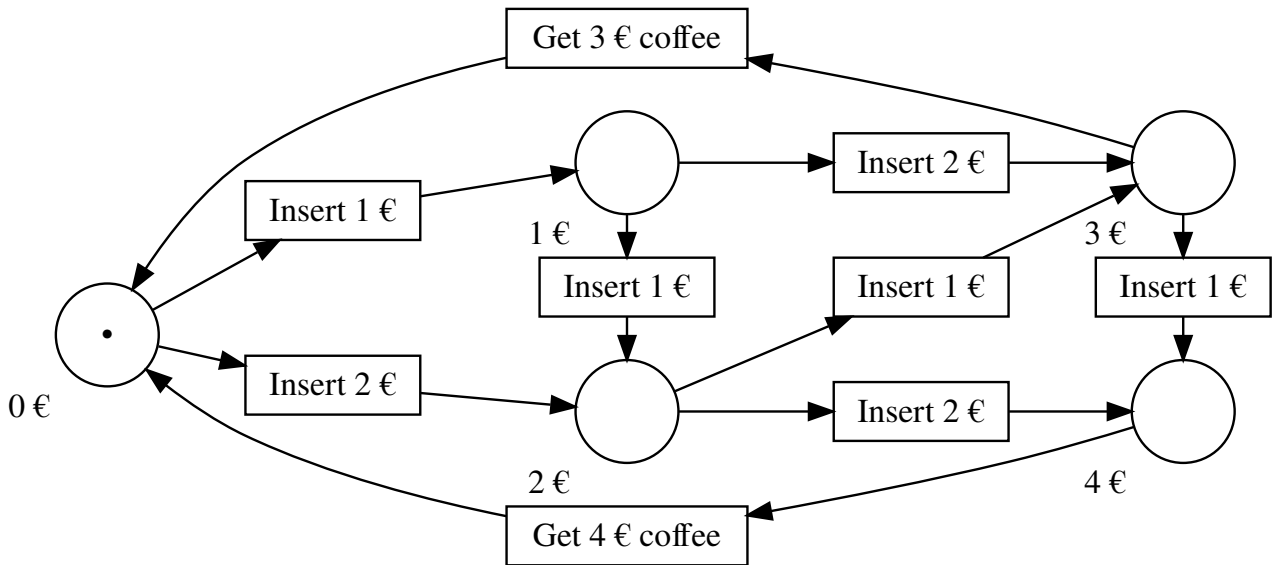 Get 3 € coffee
Insert 2 €
Insert 1 €
1 €
3 €
Insert 1 €
Insert 1 €
Insert 1 €
Insert 2 €
Insert 2 €
0 €
2 €
4 €
Get 4 € coffee